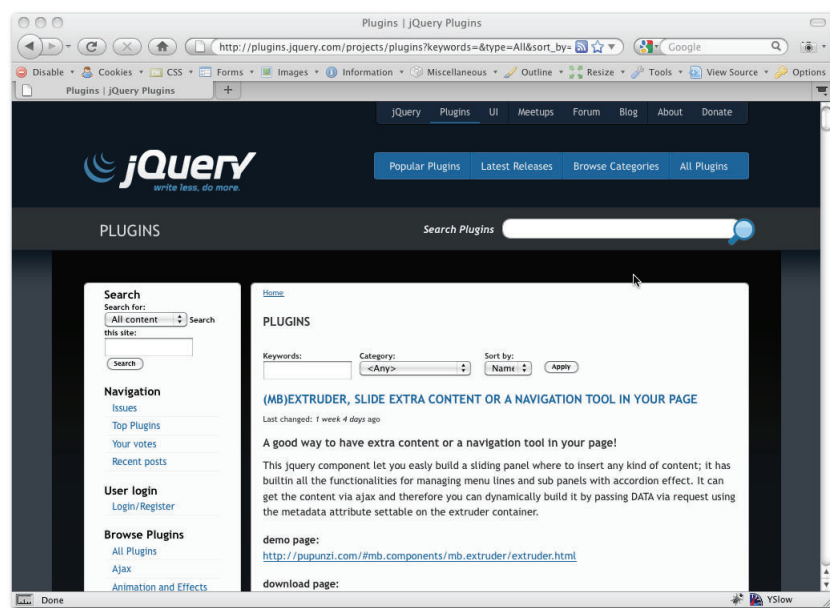 Plugins | jQuery Plugins
http://plugins.jquery.com/projects/plugins?keywords=&type=All&sort_by=
Google
Disable Cookies CSS Forms Images Information Miscellaneous Outline Resize Tools View Source Options
Plugins | jQuery Plugins +
jQuery Plugins UI Meetups Forum Blog About Donate
jQuery
write less, do more.
Popular Plugins Latest Releases Browse Categories All Plugins
PLUGINS
Search Plugins
Search
Search for:
All content Search
this site:
Search
Navigation
Issues
Top Plugins
Your votes
Recent posts
User login
Login/Register
Browse Plugins
All Plugins
Ajax
Animation and Effects
Home
PLUGINS
Keywords: Category: Sort by:
<Any> Name Apply
(MB)EXTRUDER, SLIDE EXTRA CONTENT OR A NAVIGATION TOOL IN YOUR PAGE
Last changed: 1 week 4 days ago
A good way to have extra content or a navigation tool in your page!
This jquery component let you easily build a sliding panel where to insert any kind of content; it has
builtin all the functionalities for managing menu lines and sub panels with accordion effect. It can
get the content via ajax and therefore you can dynamically build it by passing DATA via request using
the metadata attribute settable on the extruder container.
demo page:
http://pupunzi.com/#mb.components/mb.extruder/extruder.html
download page:
Done
YSlow